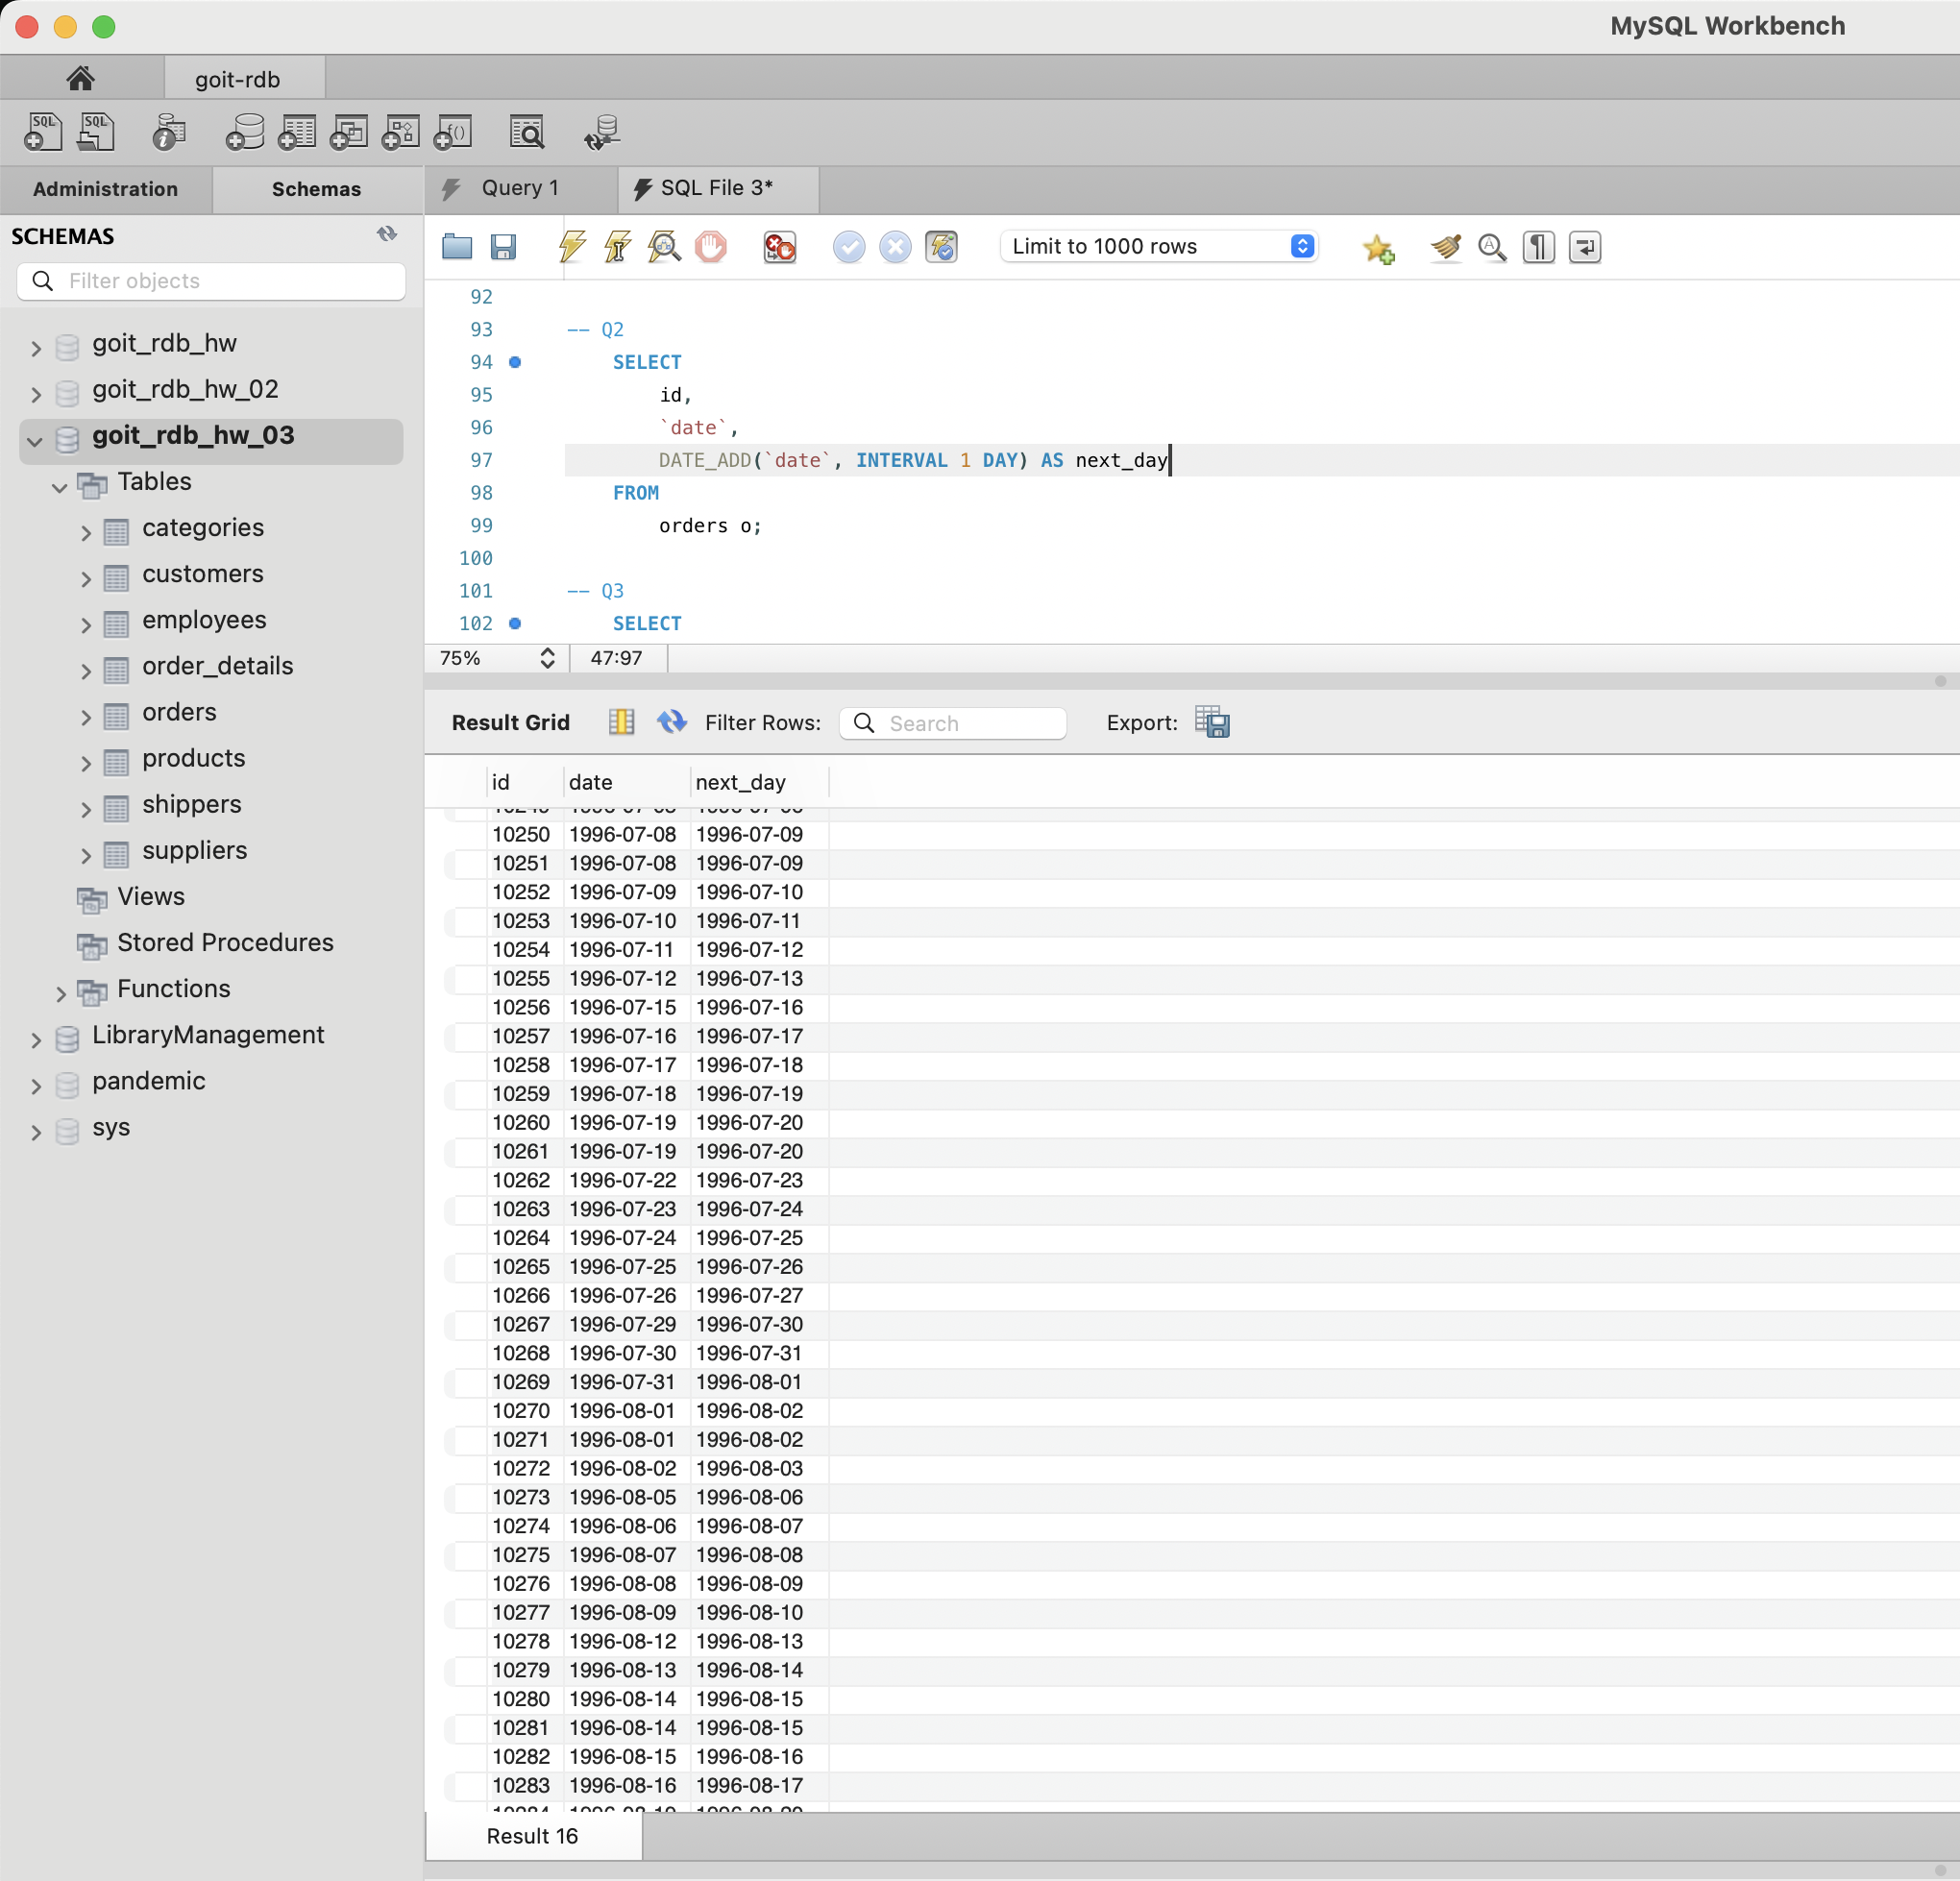 MySQL Workbench
goit-rdb
Administration
Schemas
Query 1
SQL File 3*
SCHEMAS
Filter objects
Limit to 1000 rows
goit_rdb_hw
goit_rdb_hw_02
goit_rdb_hw_03
Tables
categories
customers
employees
order_details
orders
products
shippers
suppliers
Views
Stored Procedures
Functions
LibraryManagement
pandemic
sys
92
93 -- Q2
94 SELECT
95 id,
96 `date`,
97 DATE_ADD(`date`, INTERVAL 1 DAY) AS next_day
98 FROM
99 orders o;
100
101 -- Q3
102 SELECT
75% 47:97
Result Grid Filter Rows: Search Export:
id date next_day
10250 1996-07-08 1996-07-09
10251 1996-07-08 1996-07-09
10252 1996-07-09 1996-07-10
10253 1996-07-10 1996-07-11
10254 1996-07-11 1996-07-12
10255 1996-07-12 1996-07-13
10256 1996-07-15 1996-07-16
10257 1996-07-16 1996-07-17
10258 1996-07-17 1996-07-18
10259 1996-07-18 1996-07-19
10260 1996-07-19 1996-07-20
10261 1996-07-19 1996-07-20
10262 1996-07-22 1996-07-23
10263 1996-07-23 1996-07-24
10264 1996-07-24 1996-07-25
10265 1996-07-25 1996-07-26
10266 1996-07-26 1996-07-27
10267 1996-07-29 1996-07-30
10268 1996-07-30 1996-07-31
10269 1996-07-31 1996-08-01
10270 1996-08-01 1996-08-02
10271 1996-08-01 1996-08-02
10272 1996-08-02 1996-08-03
10273 1996-08-05 1996-08-06
10274 1996-08-06 1996-08-07
10275 1996-08-07 1996-08-08
10276 1996-08-08 1996-08-09
10277 1996-08-09 1996-08-10
10278 1996-08-12 1996-08-13
10279 1996-08-13 1996-08-14
10280 1996-08-14 1996-08-15
10281 1996-08-14 1996-08-15
10282 1996-08-15 1996-08-16
10283 1996-08-16 1996-08-17
Result 16